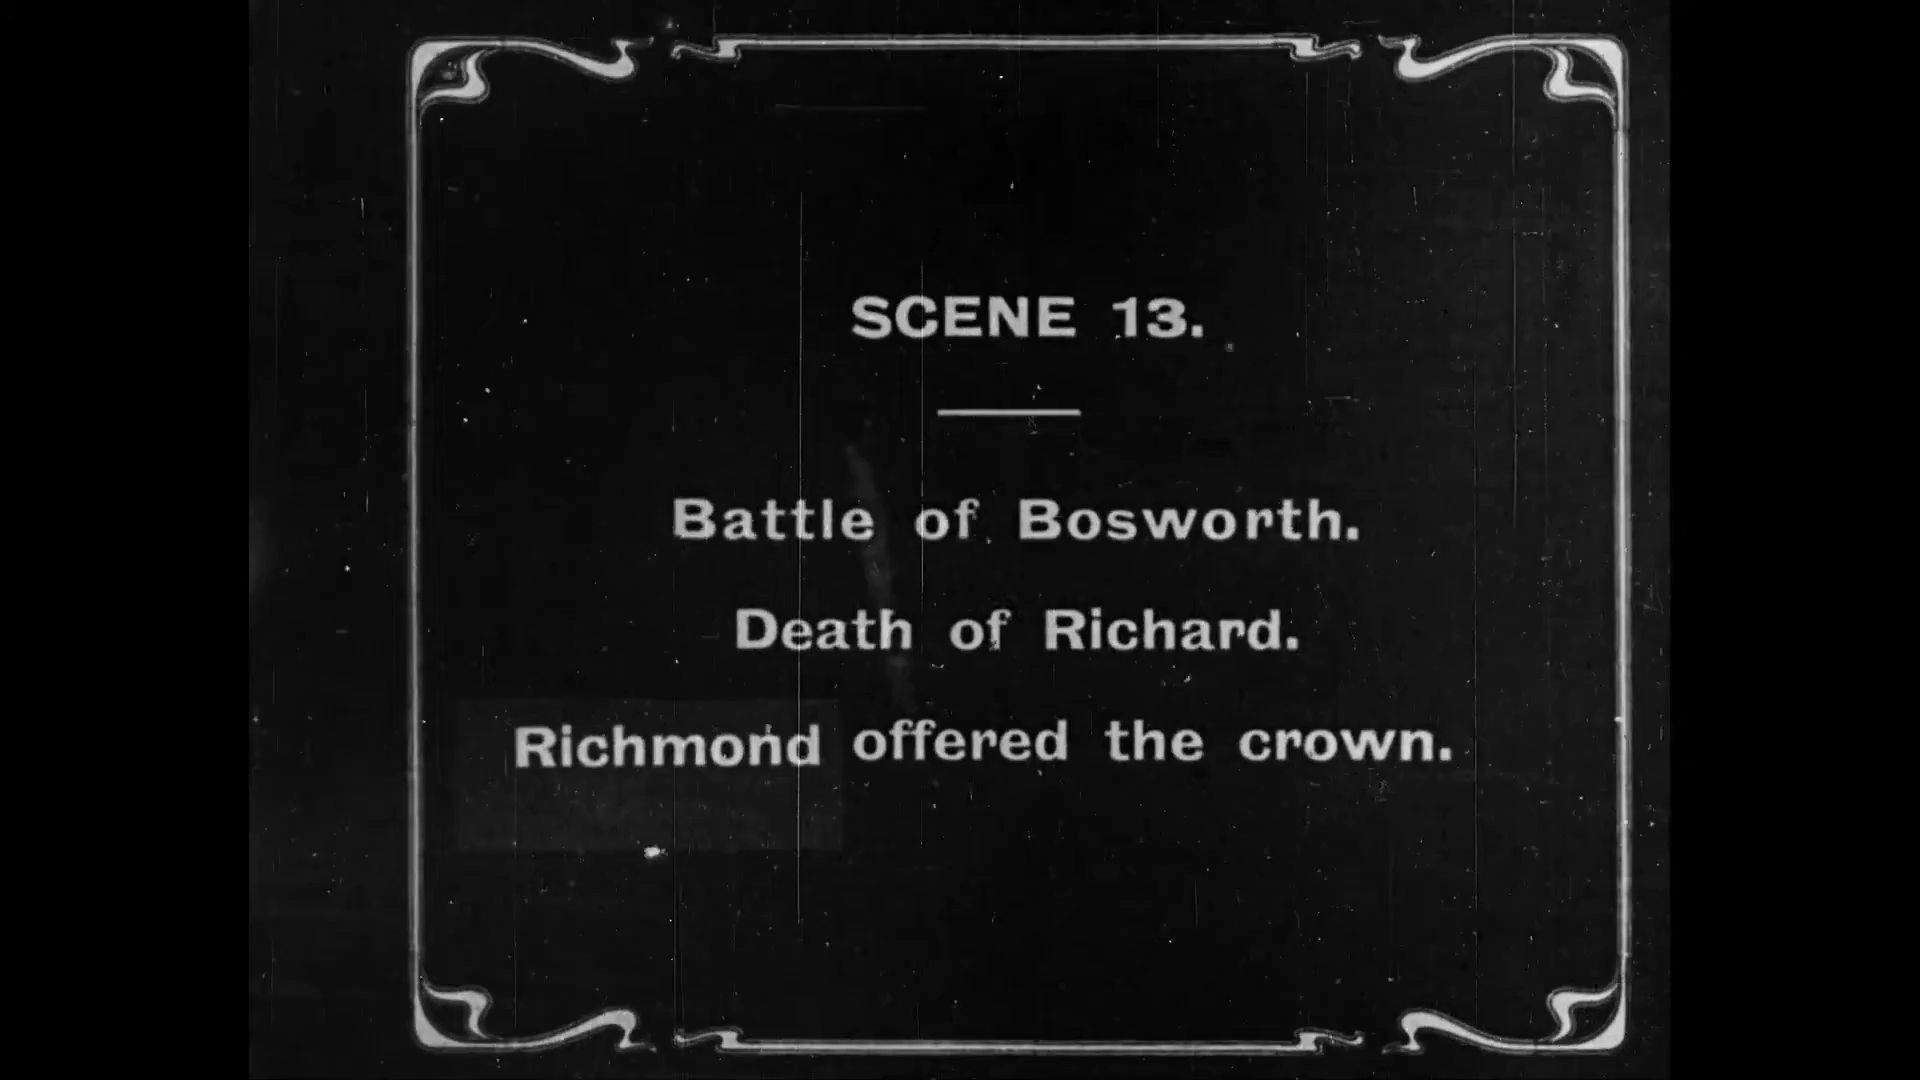 SCENE 13.
Battle of Bosworth.
Death of Richard.
Richmond offered the crown.